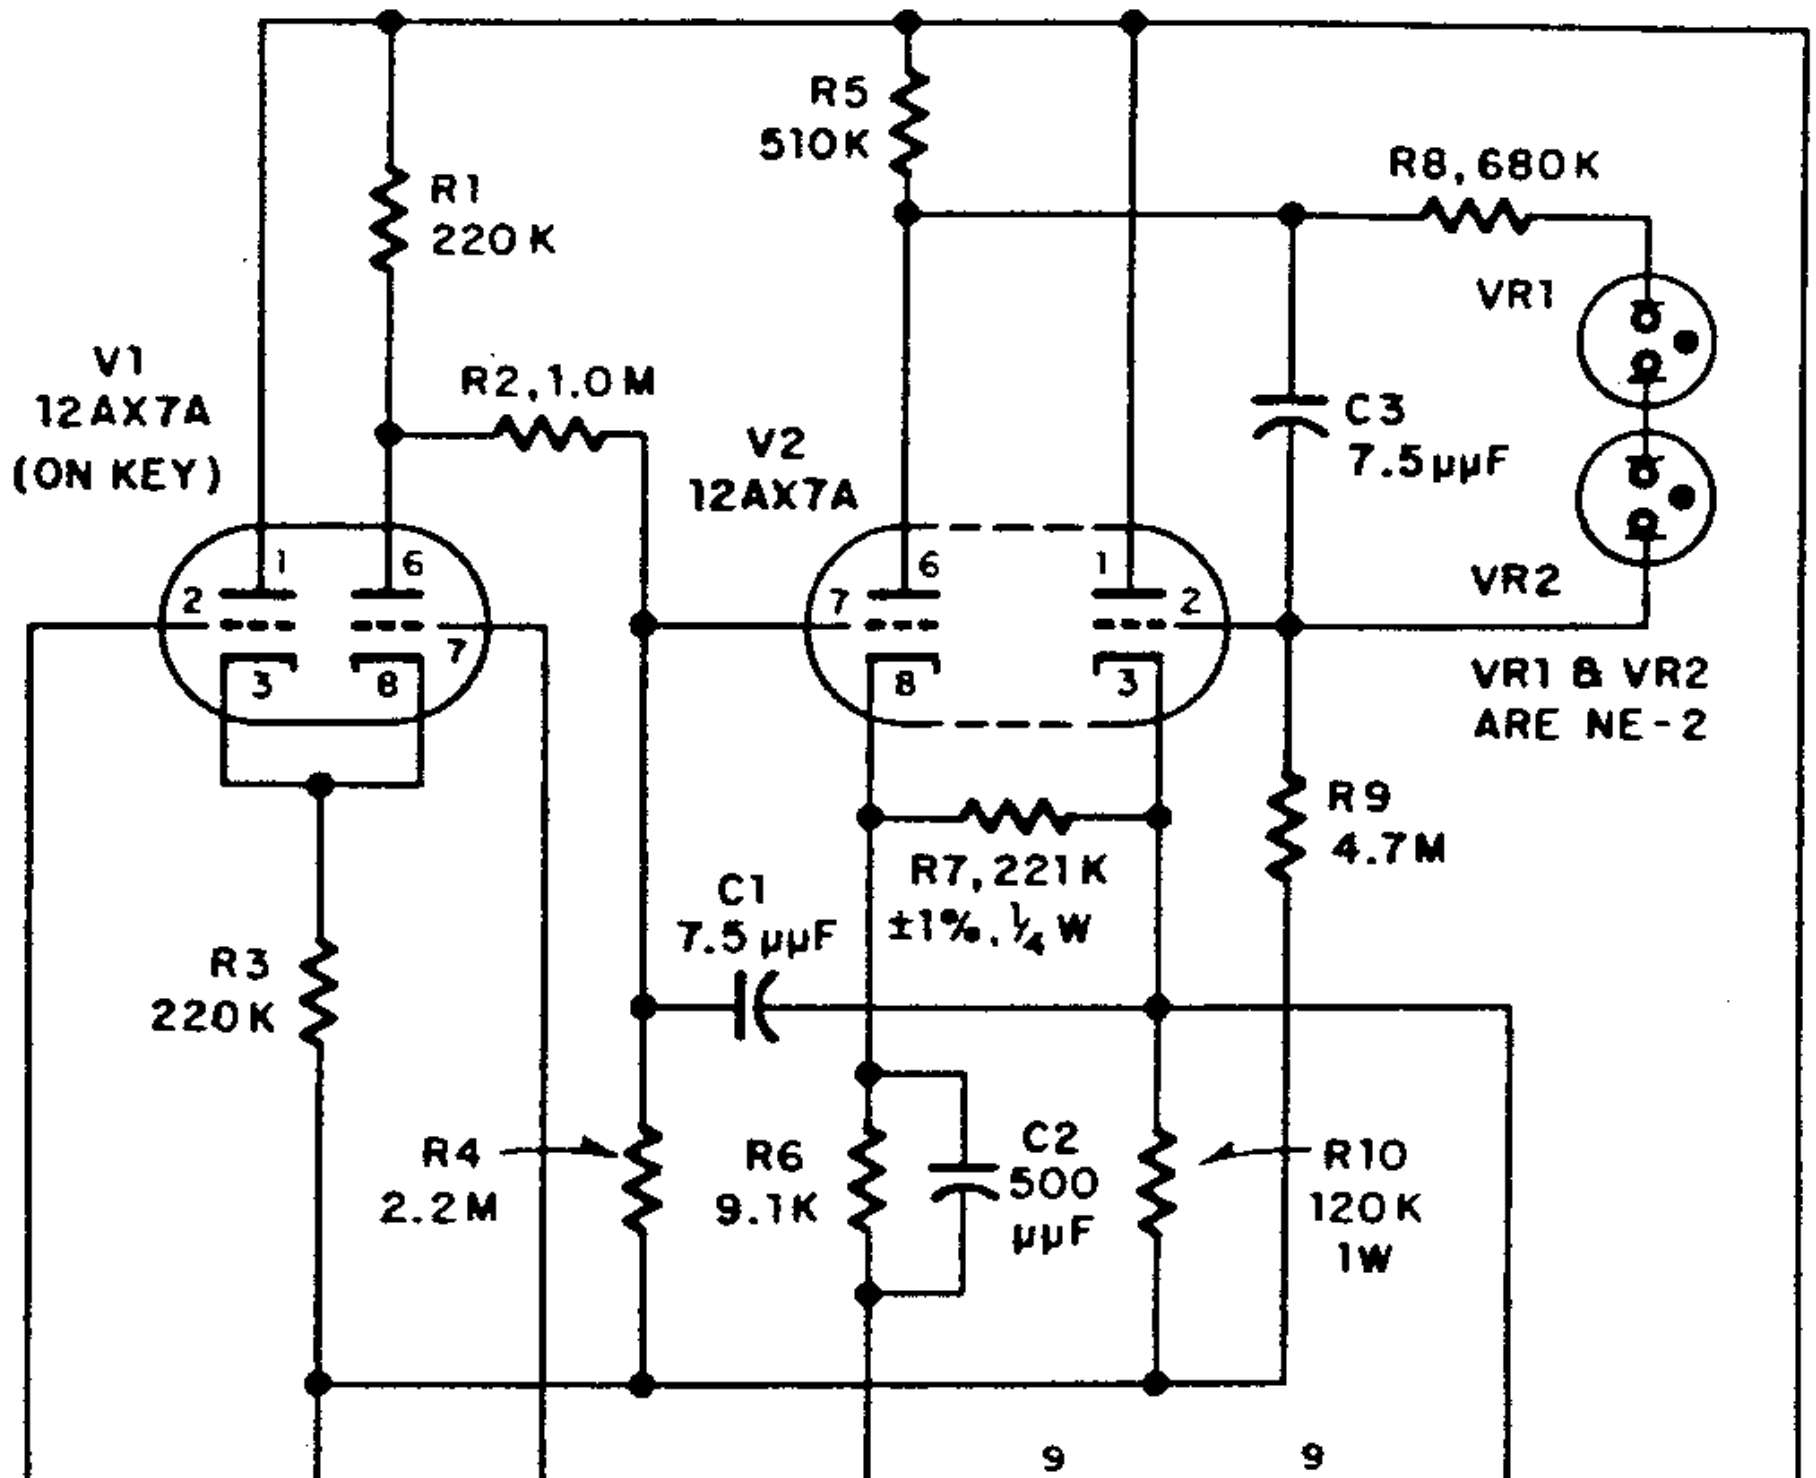 R5
510K
R8, 680K
R1
220K
VR1
V1
12AX7A
(ON KEY)
R2, 1.0M
C3
7.5μμF
V2
12AX7A
1
6
6
1
2
7
7
2
VR2
3
8
8
3
VR1 & VR2
ARE NE-2
R9
4.7M
R7, 221K
±1%, ¼ W
C1
7.5 μμF
R3
220K
R4
2.2M
R6
9.1K
C2
500
μμF
R10
120K
1W
9
9